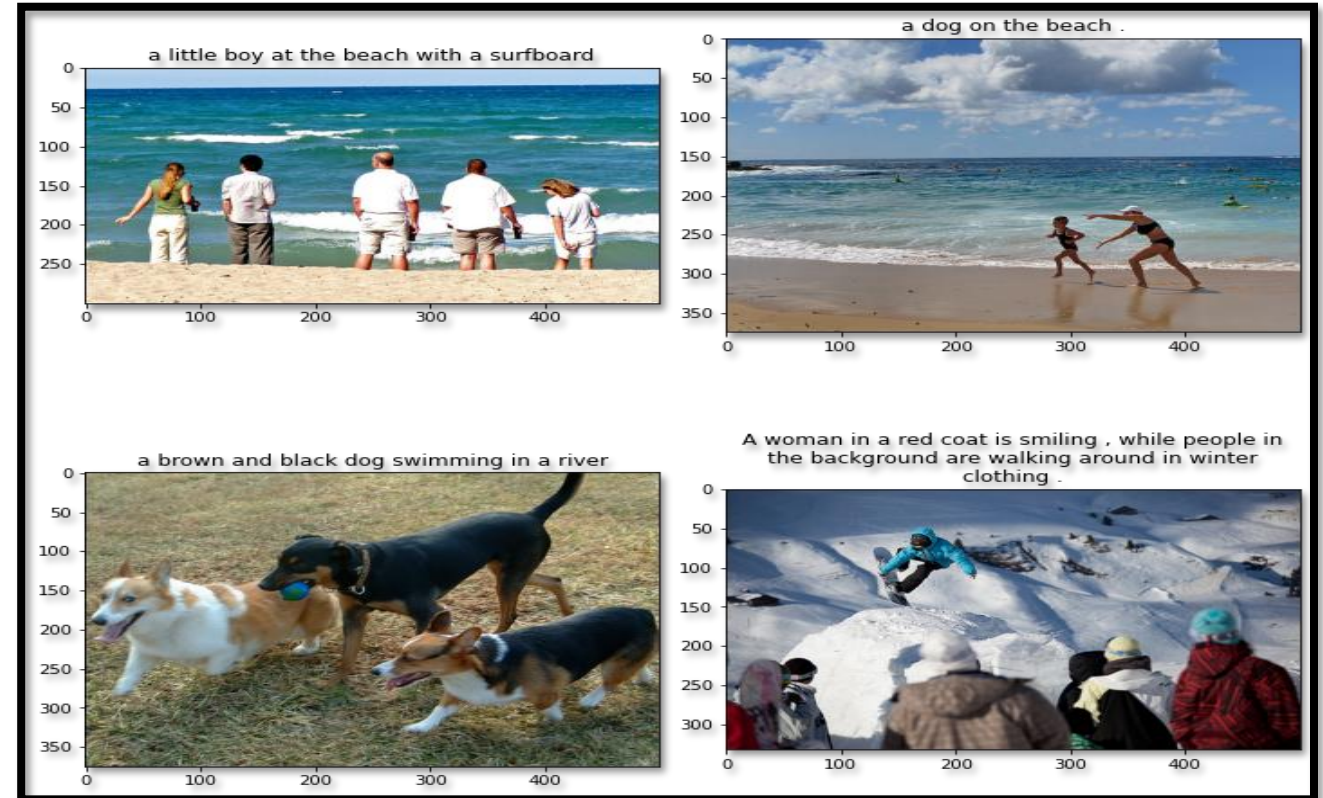 a little boy at the beach with a surfboard
0
50
100
150
200
250
0 100 200 300 400
a dog on the beach .
0
50
100
150
200
250
300
350
0 100 200 300 400
a brown and black dog swimming in a river
0
50
100
150
200
250
300
350
0 100 200 300 400
A woman in a red coat is smiling , while people in
the background are walking around in winter
clothing .
0
50
100
150
200
250
300
0 100 200 300 400